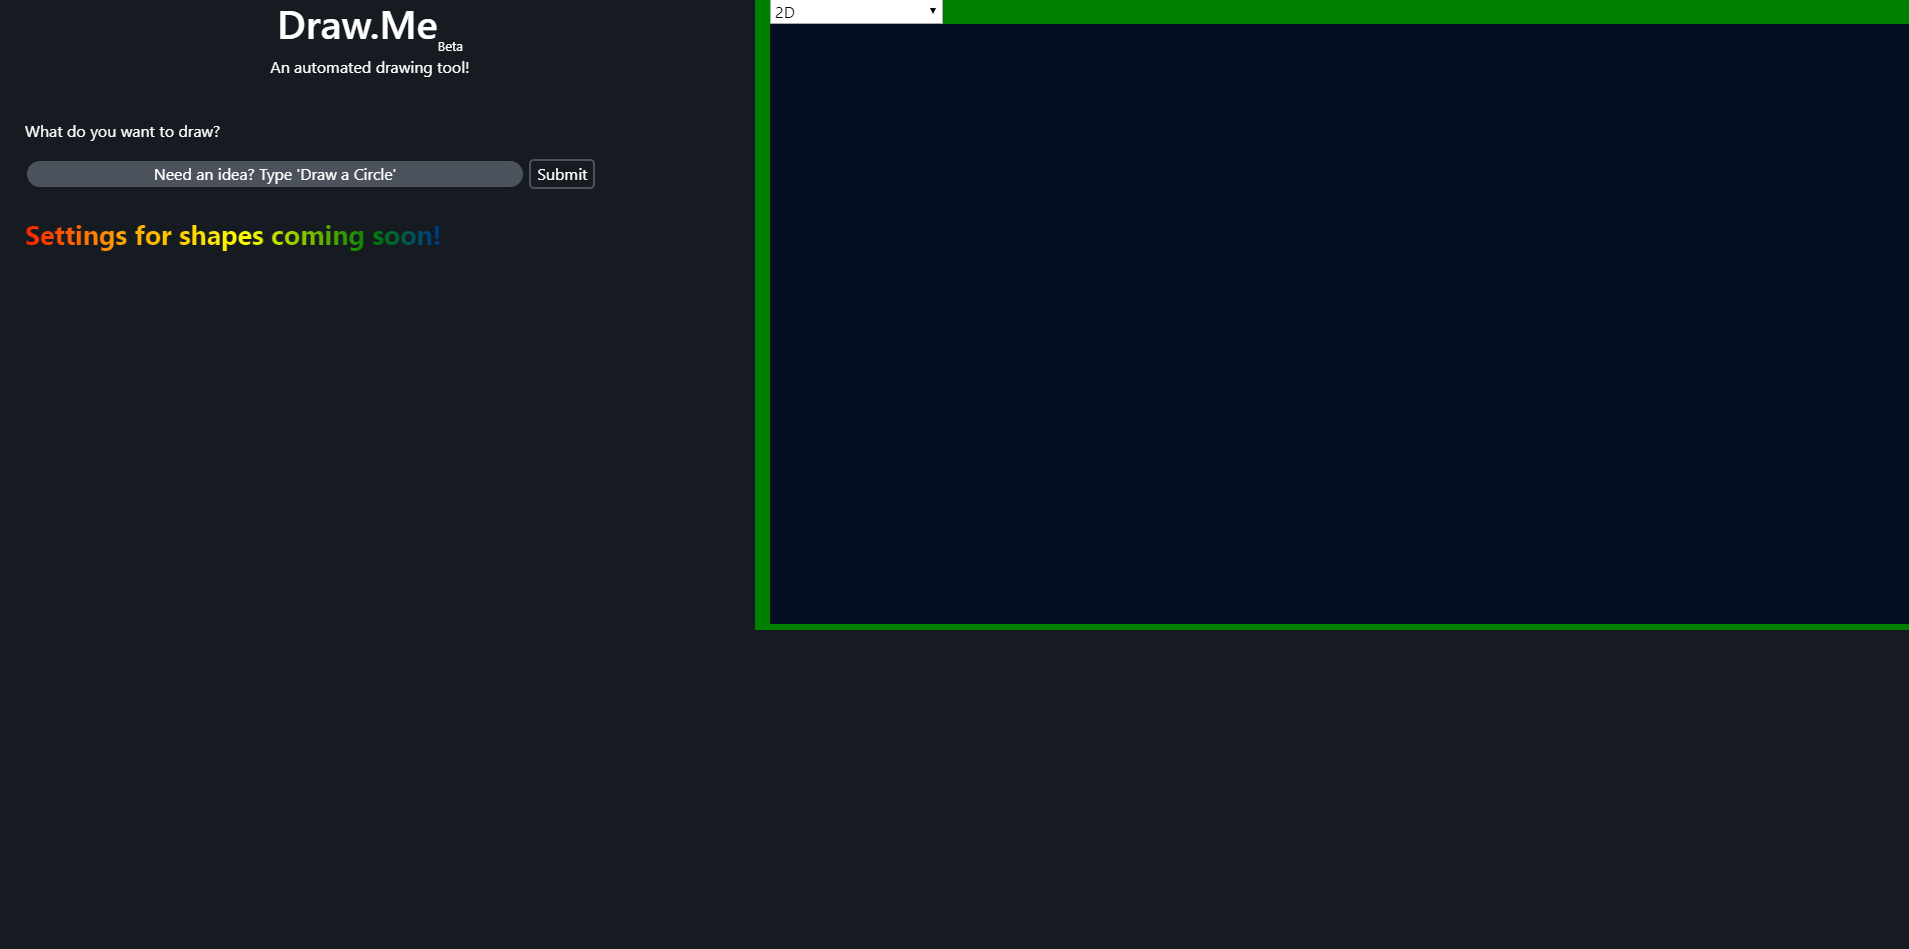 Draw.Me
Beta
An automated drawing tool!
What do you want to draw?
Need an idea? Type 'Draw a Circle'
Submit
Settings for shapes coming soon!
2D